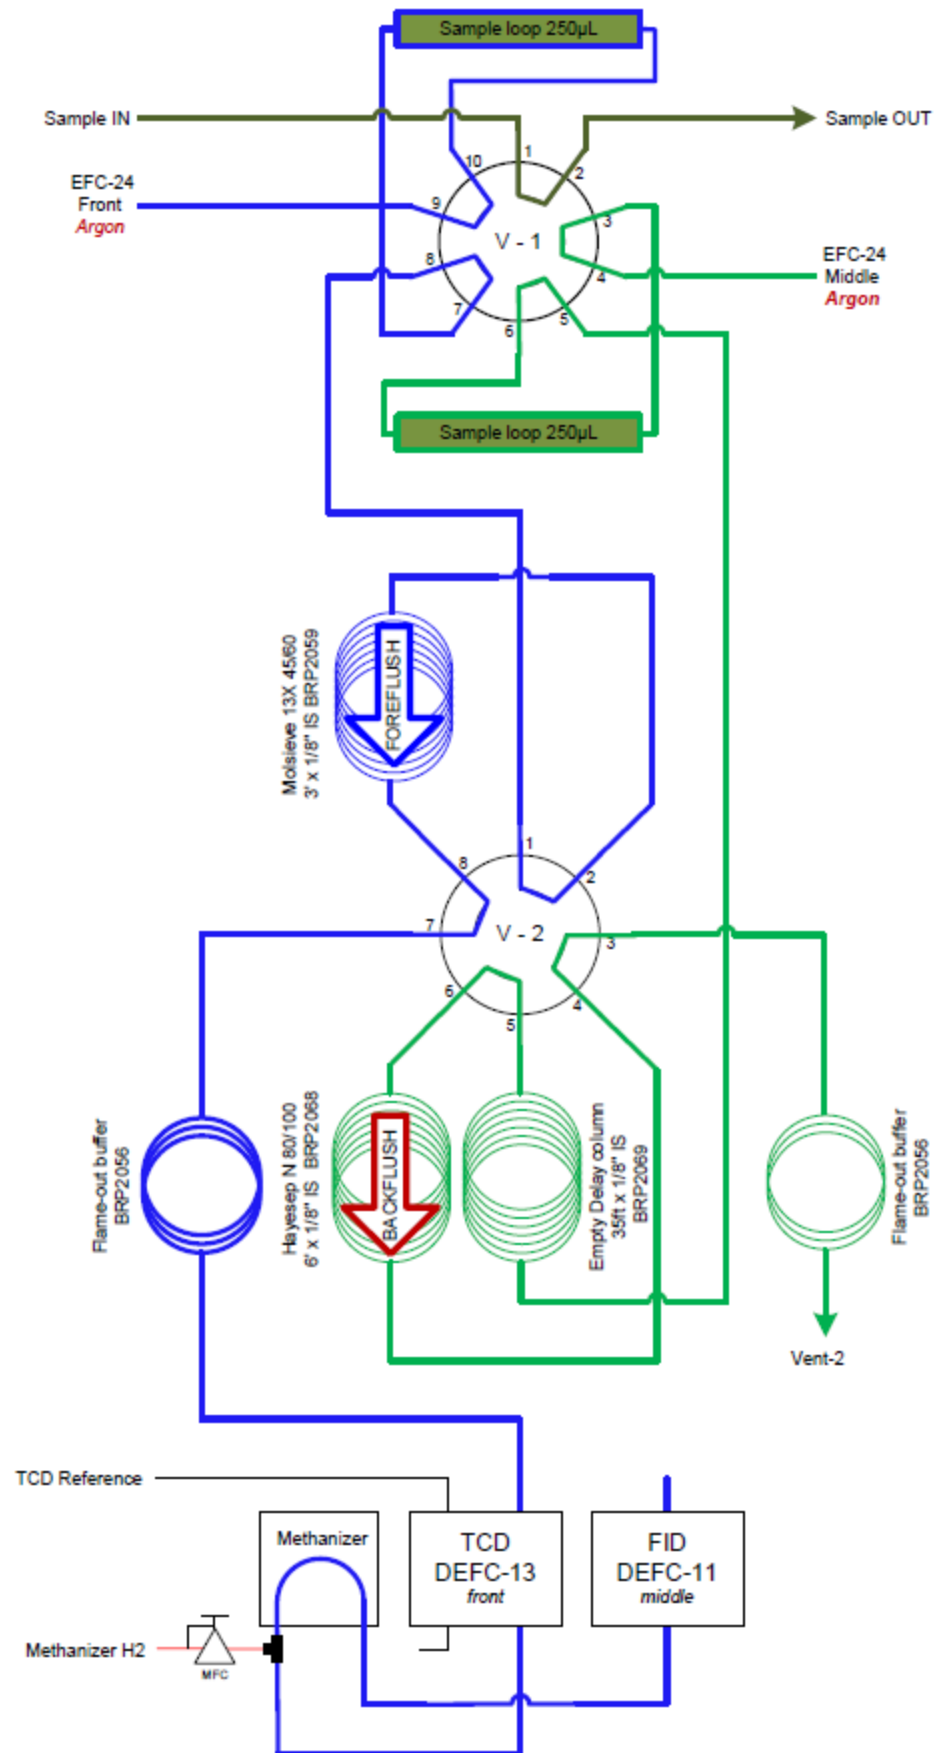 Sample loop 250µL
Sample IN
Sample OUT
10
1
2
EFC-24
Front
Argon
9
3
V - 1
8
4
EFC-24
Middle
Argon
7
6
5
Sample loop 250µL
Molsieve 13X 45/60
3' x 1/8" IS BRP2059
FOREFLUSH
8
1
2
7
V - 2
3
6
5
4
Flame-out buffer
BRP2056
Hayesep N 80/100
6' x 1/8" IS BRP2068
BACKFLUSH
Empty Delay column
35ft x 1/8" IS
BRP2069
Flame-out buffer
BRP2056
Vent-2
TCD Reference
Methanizer
TCD
DEFC-13
front
FID
DEFC-11
middle
Methanizer H2
MFC